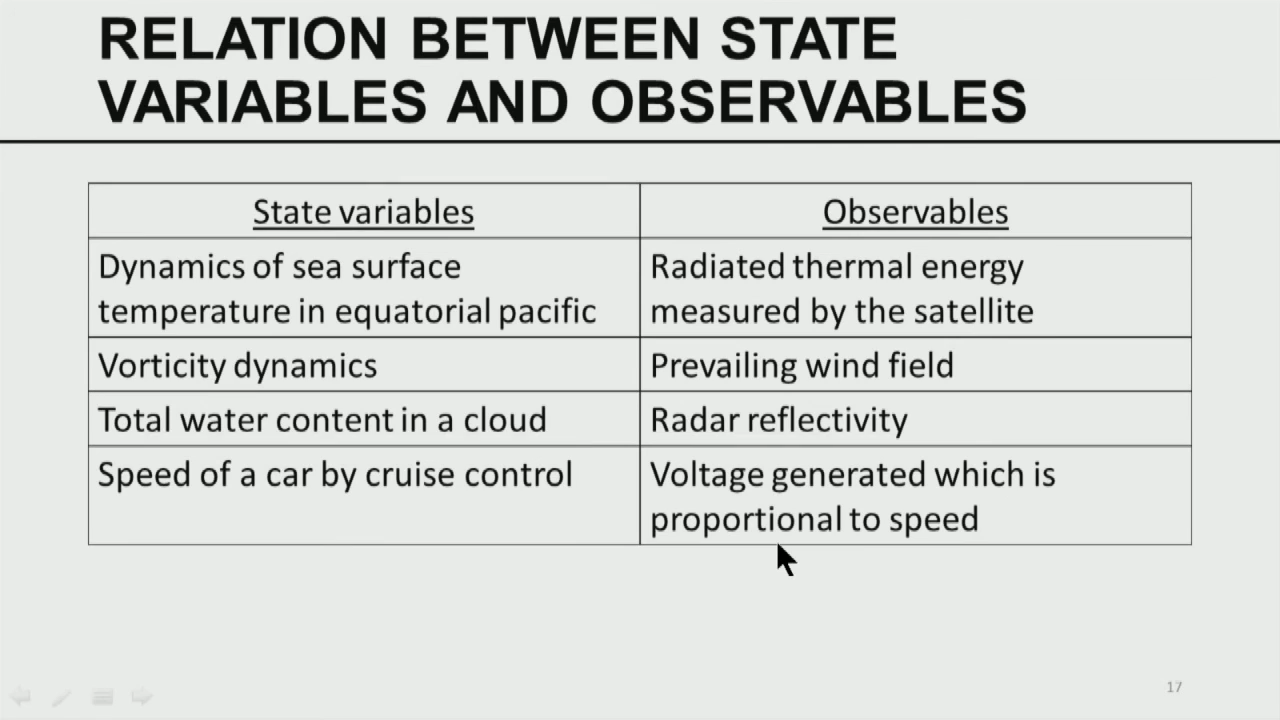 RELATION BETWEEN STATE
VARIABLES AND OBSERVABLES
State variables
Observables
Dynamics of sea surface
temperature in equatorial pacific
Radiated thermal energy
measured by the satellite
Vorticity dynamics
Prevailing wind field
Total water content in a cloud
Radar reflectivity
Speed of a car by cruise control
Voltage generated which is
proportional to speed
17